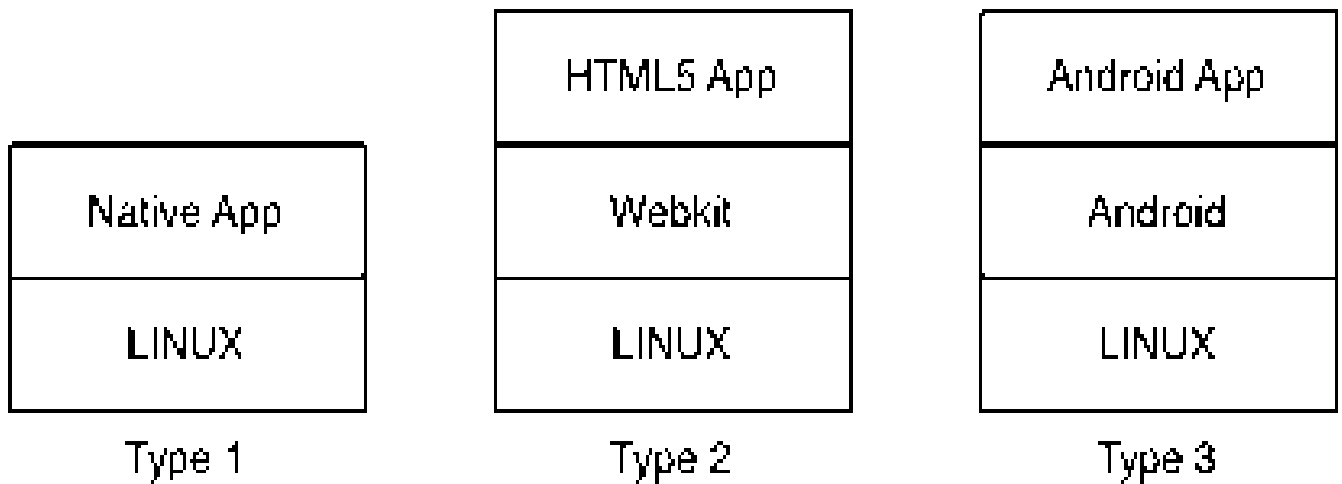 HTML5 App
Android App
Native App
Webkit
Android
LINUX
LINUX
LINUX
Type 1
Type 2
Type 3